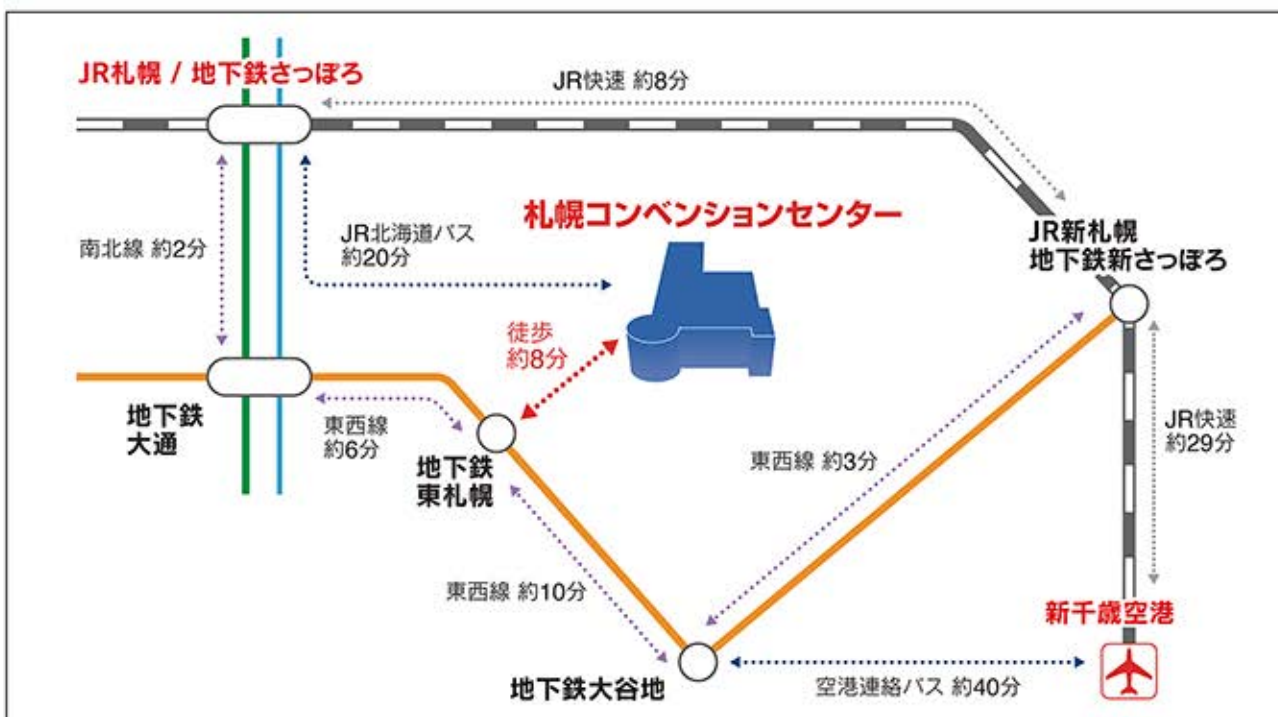 JR札幌 / 地下鉄さっぽろ
JR快速 約8分
札幌コンベンションセンター
JR新札幌
地下鉄新さっぽろ
南北線 約2分
JR北海道バス
約20分
徒歩
約8分
地下鉄
大通
東西線
約6分
地下鉄
東札幌
東西線 約3分
JR快速
約29分
東西線 約10分
新千歳空港
地下鉄大谷地
空港連絡バス 約40分